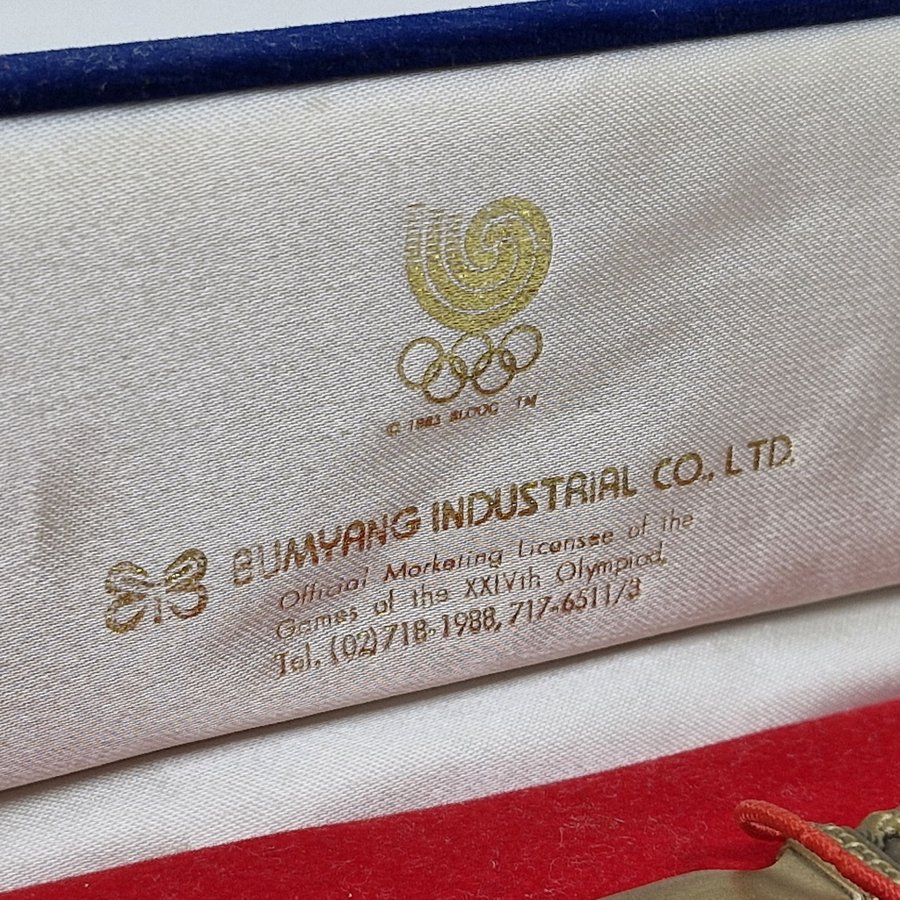 © 1983 SLOOC TM
BUMYANG INDUSTRIAL CO., LTD.
Official Marketing Licensee of the
Games of the XXIVth Olympiad,
Tel. (02) 718-1988, 717-6511/3